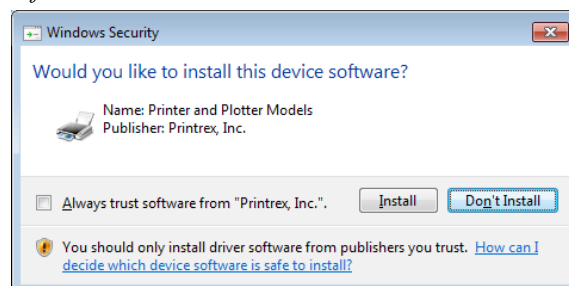 Windows Security
Would you like to install this device software?
Name: Printer and Plotter Models
Publisher: Printrex, Inc.
Always trust software from "Printrex, Inc.".
Install
Don't Install
You should only install driver software from publishers you trust. How can I
decide which device software is safe to install?